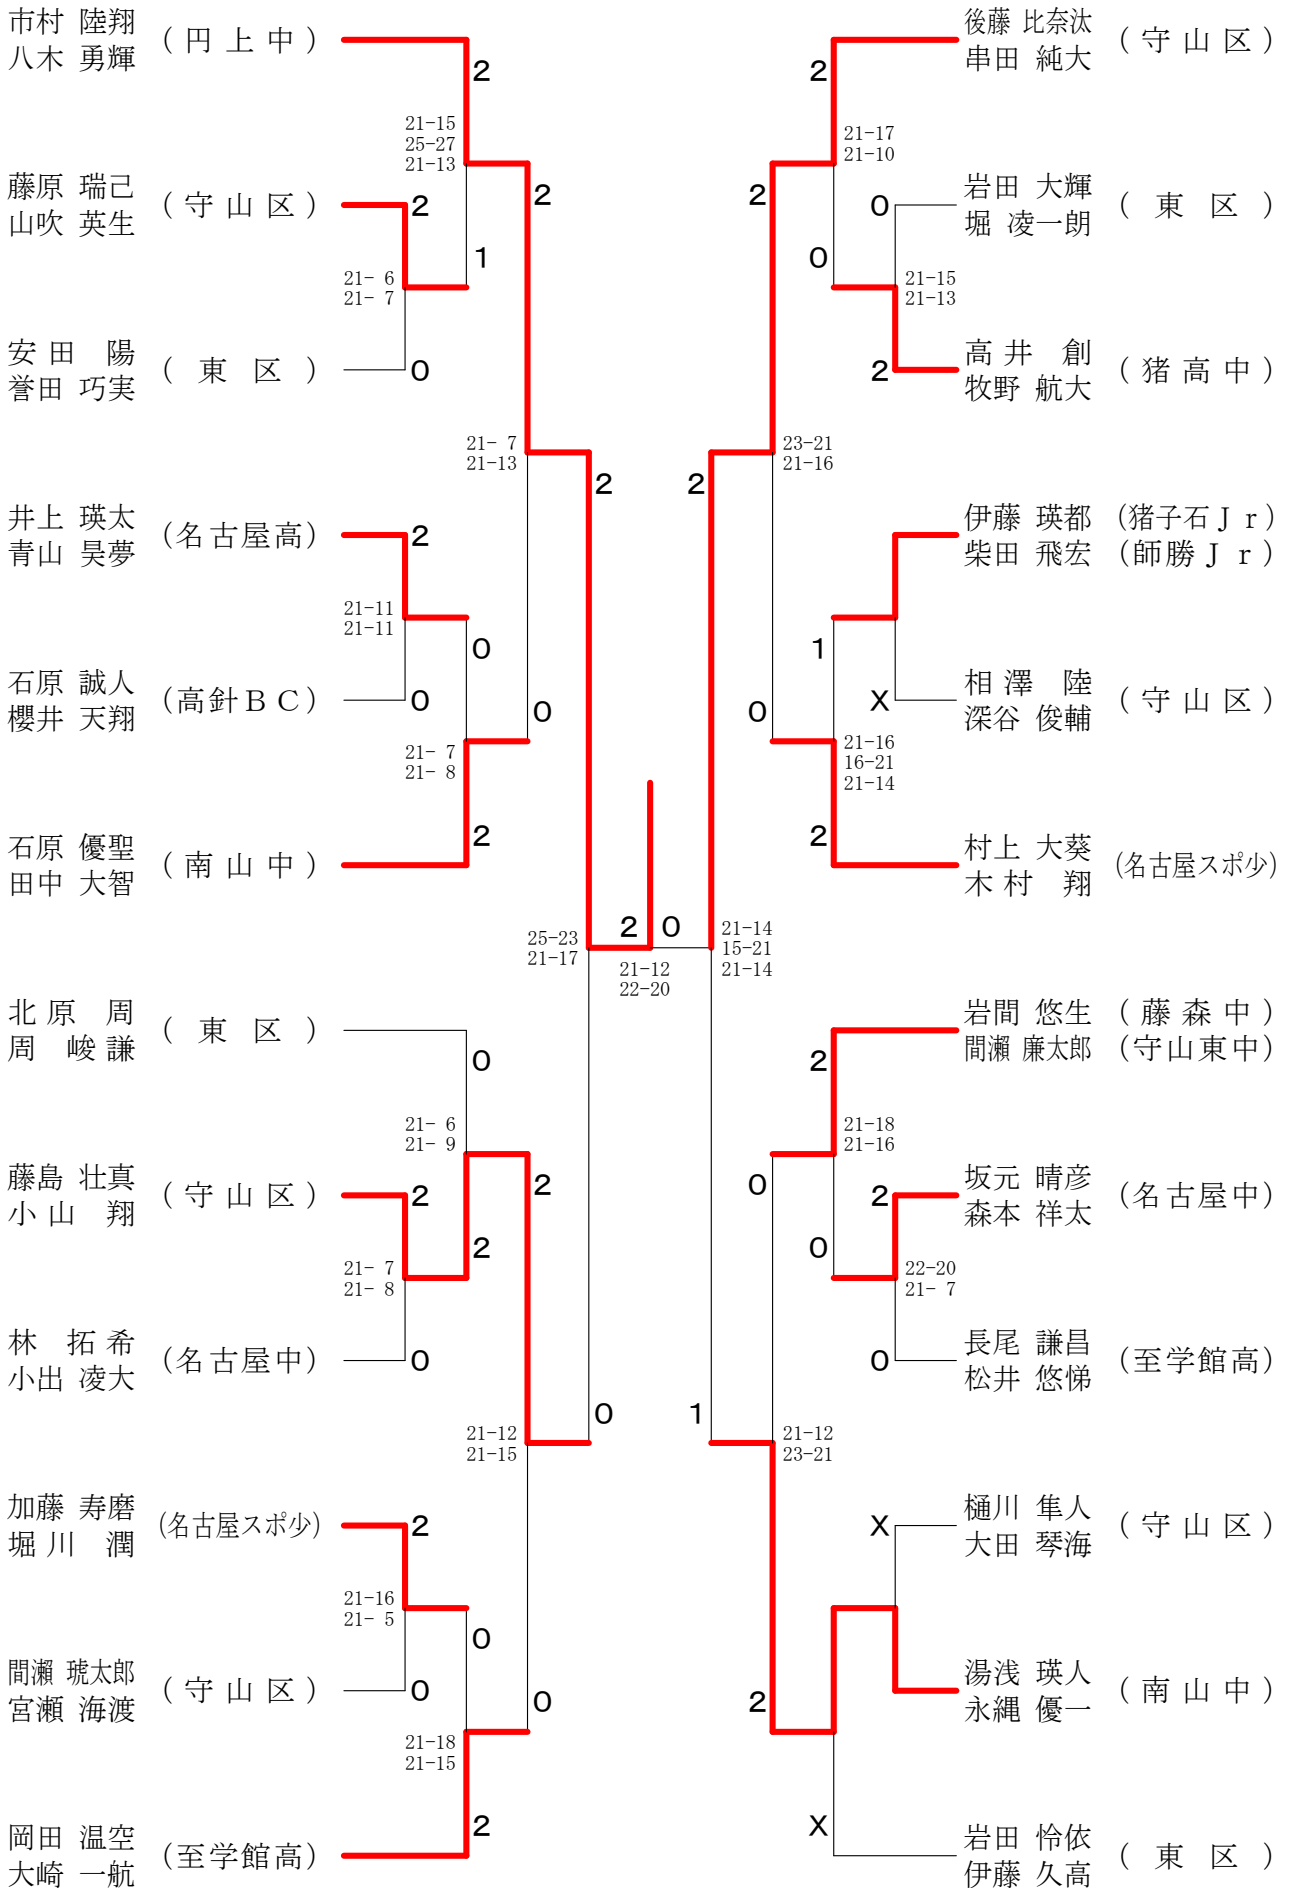 市村 陸翔
八木 勇輝
( 円 上 中 )
2
21-15
25-27
21-13
藤原 瑞己
山吹 英生
( 守 山 区 )
2
2
1
21- 6
21- 7
安 田 陽
誉田 巧実
( 東 区 )
0
21- 7
21-13
2
井上 瑛太
青山 昊夢
(名古屋高)
2
21-11
21-11
0
石原 誠人
櫻井 天翔
(高針ＢＣ)
0
0
21- 7
21- 8
石原 優聖
田中 大智
( 南 山 中 )
2
25-23
21-17
2
0
21-12
22-20
北 原 周
周 峻 謙
( 東 区 )
0
21- 6
21- 9
藤島 壮真
小 山 翔
( 守 山 区 )
2
2
2
21- 7
21- 8
林 拓 希
小出 凌大
(名古屋中)
0
0
21-12
21-15
加藤 寿磨
堀 川 潤
(名古屋スポ少)
2
21-16
21- 5
0
間瀬 琥太郎
宮瀬 海渡
( 守 山 区 )
0
0
21-18
21-15
岡田 温空
大崎 一航
(至学館高)
2
後藤 比奈汰
串田 純大
( 守 山 区 )
2
21-17
21-10
岩田 大輝
堀 凌一朗
( 東 区 )
2
0
0
21-15
21-13
高 井 創
牧野 航大
( 猪 高 中 )
2
23-21
21-16
2
伊藤 瑛都
柴田 飛宏
(猪子石Ｊｒ)
(師勝Ｊｒ)
1
相 澤 陸
深谷 俊輔
( 守 山 区 )
X
0
21-16
16-21
21-14
村上 大葵
木 村 翔
(名古屋スポ少)
2
21-14
15-21
21-14
岩間 悠生
間瀬 廉太郎
( 藤 森 中 )
(守山東中)
2
21-18
21-16
坂元 晴彦
森本 祥太
(名古屋中)
0
2
0
22-20
21- 7
長尾 謙昌
松井 悠悌
(至学館高)
0
1
21-12
23-21
樋川 隼人
大田 琴海
( 守 山 区 )
X
湯浅 瑛人
永縄 優一
( 南 山 中 )
2
岩田 怜依
伊藤 久高
( 東 区 )
X